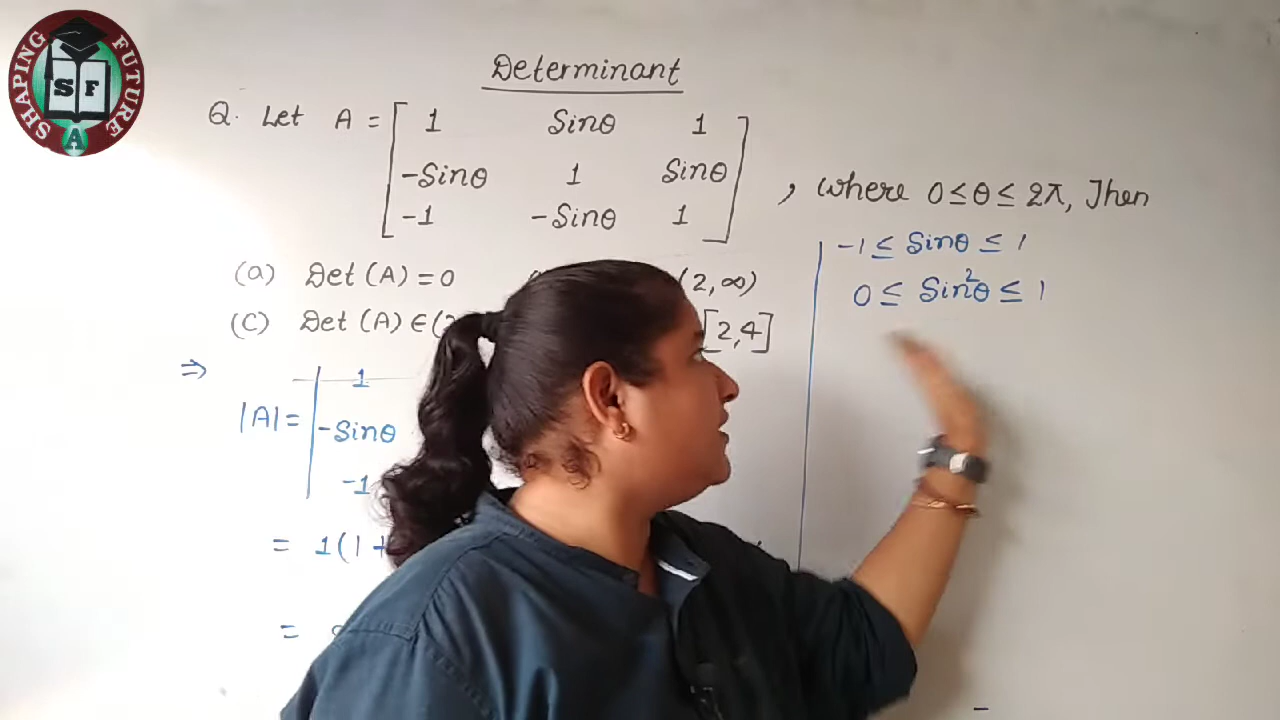 SHAPING FUTURE
S F
A
Determinant
Q. Let A = [ 1 Sinθ 1
-Sinθ 1 Sinθ
-1 -Sinθ 1 ] , where 0 ≤ θ ≤ 2π, Then
(a) Det (A) = 0 (2, ∞)
(C) Det (A) ∈ ( [2,4]
⇒ |A| = | 1
-Sinθ
-1
= 1(1 +
=
-1 ≤ Sinθ ≤ 1
0 ≤ Sin²θ ≤ 1